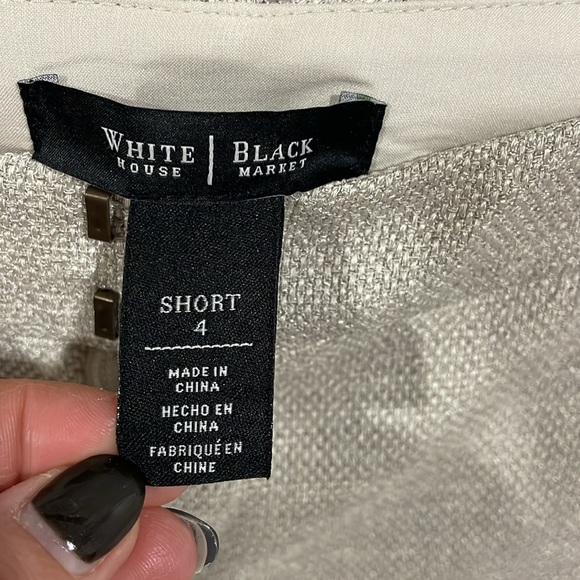 WHITE | BLACK
HOUSE | MARKET
SHORT
4
MADE IN
CHINA
HECHO EN
CHINA
FABRIQUÉ EN
CHINE